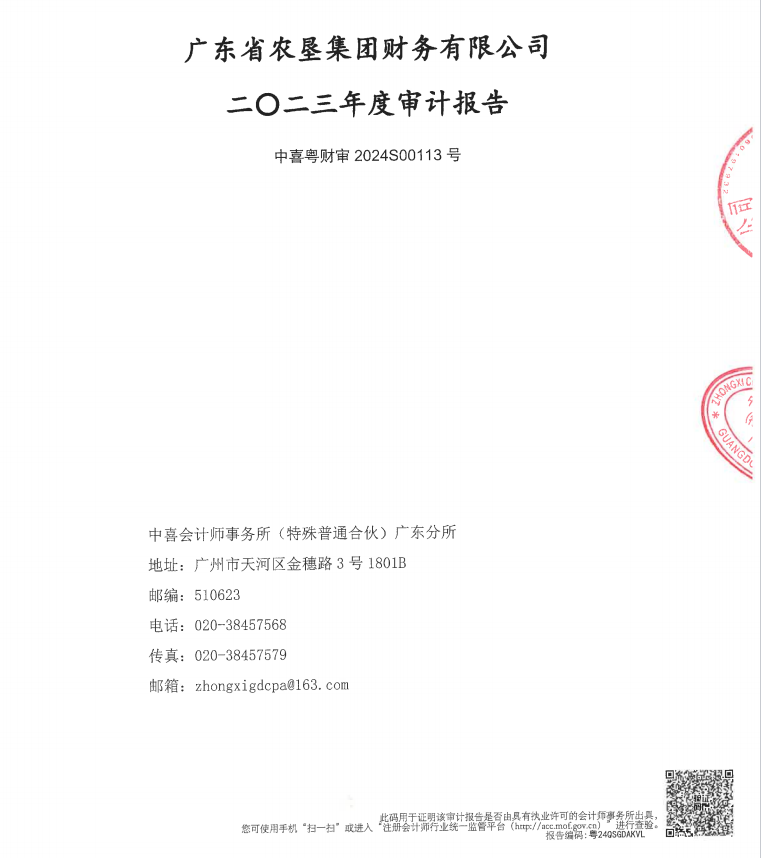 广东省农垦集团财务有限公司
二〇二三年度审计报告
中喜粤财审 2024S00113 号
ZHONGXI C
GUANGDO
中喜会计师事务所（特殊普通合伙）广东分所
地址：广州市天河区金穗路 3 号 1801B
邮编：510623
电话：020-38457568
传真：020-38457579
邮箱：zhongxigdcpa@163.com
此码用于证明该审计报告是否由具有执业许可的会计师事务所出具，
您可使用手机“扫一扫”或进入“注册会计师行业统一监管平台（http://acc.mof.gov.cn）”进行查验。
报告编码：粤24QSGDAKVL